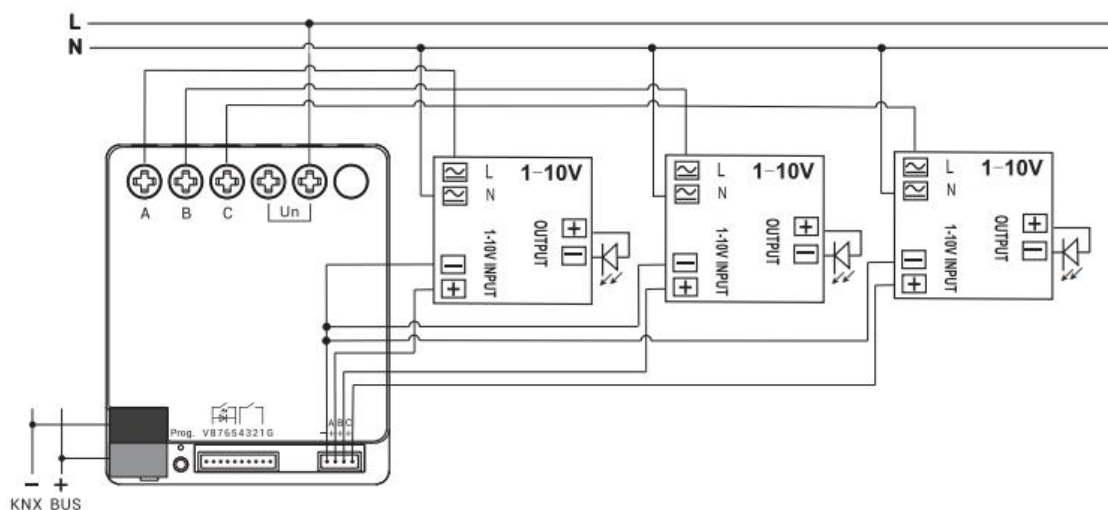 L
N
A B C Un
L 1-10V
N
1-10V INPUT
OUTPUT
+
−
−
+
L 1-10V
N
1-10V INPUT
OUTPUT
+
−
−
+
L 1-10V
N
1-10V INPUT
OUTPUT
+
−
−
+
A B C
− + + +
Prog. V87654321G
− +
KNX BUS